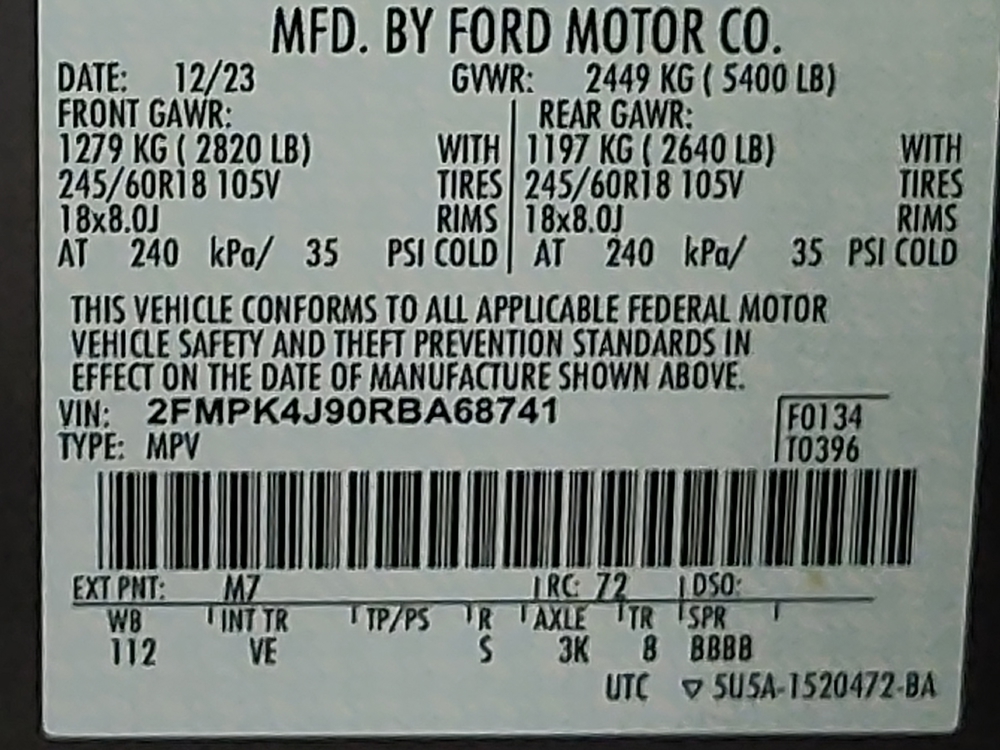 MFD. BY FORD MOTOR CO.
DATE: 12/23 GVWR: 2449 KG ( 5400 LB)
FRONT GAWR: REAR GAWR:
1279 KG ( 2820 LB) WITH 1197 KG ( 2640 LB) WITH
245/60R18 105V TIRES 245/60R18 105V TIRES
18x8.0J RIMS 18x8.0J RIMS
AT 240 kPa/ 35 PSI COLD AT 240 kPa/ 35 PSI COLD
THIS VEHICLE CONFORMS TO ALL APPLICABLE FEDERAL MOTOR
VEHICLE SAFETY AND THEFT PREVENTION STANDARDS IN
EFFECT ON THE DATE OF MANUFACTURE SHOWN ABOVE.
VIN: 2FMPK4J90RBA68741 F0134
TYPE: MPV T0396
EXT PNT: M7 RC: 72 DSO:
WB INT TR TP/PS R AXLE TR SPR
112 VE S 3K 8 BBBB
UTC ▽ 5U5A-1520472-BA